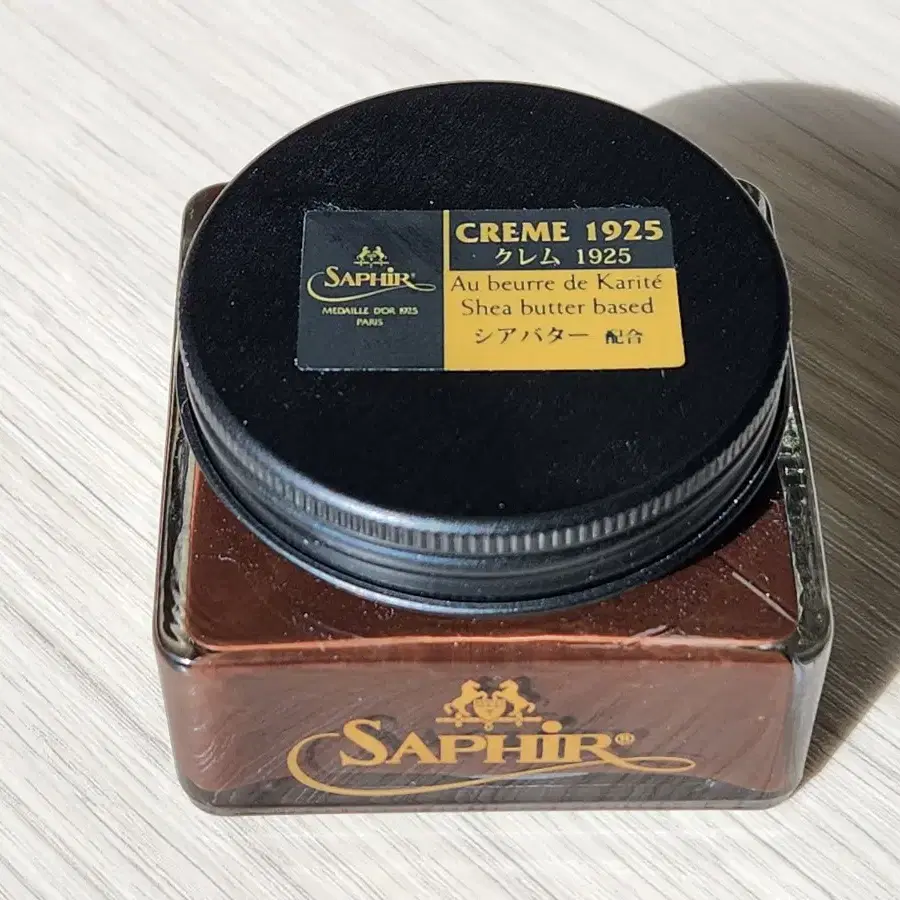 SAPHIR®
MEDAILLE D'OR 1925
PARIS
CREME 1925
クレム 1925
Au beurre de Karité
Shea butter based
シアバター 配合
SAPHIR®